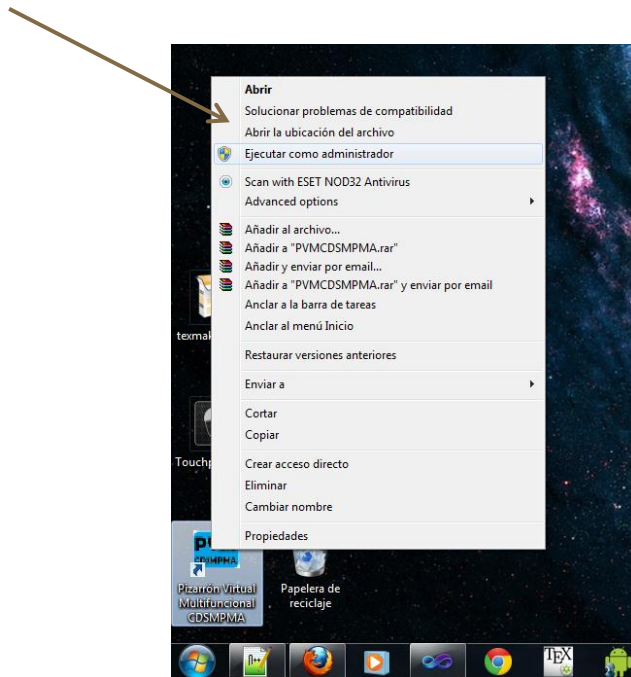 Abrir
Solucionar problemas de compatibilidad
Abrir la ubicación del archivo
Ejecutar como administrador
Scan with ESET NOD32 Antivirus
Advanced options
Añadir al archivo...
Añadir a "PVMCDSMPMA.rar"
Añadir y enviar por email...
Añadir a "PVMCDSMPMA.rar" y enviar por email
Anclar a la barra de tareas
Anclar al menú Inicio
Restaurar versiones anteriores
Enviar a
Cortar
Copiar
Crear acceso directo
Eliminar
Cambiar nombre
Propiedades
Pizarrón Virtual
Multifuncional
CDSMPMA
Papelera de
reciclaje
TEX